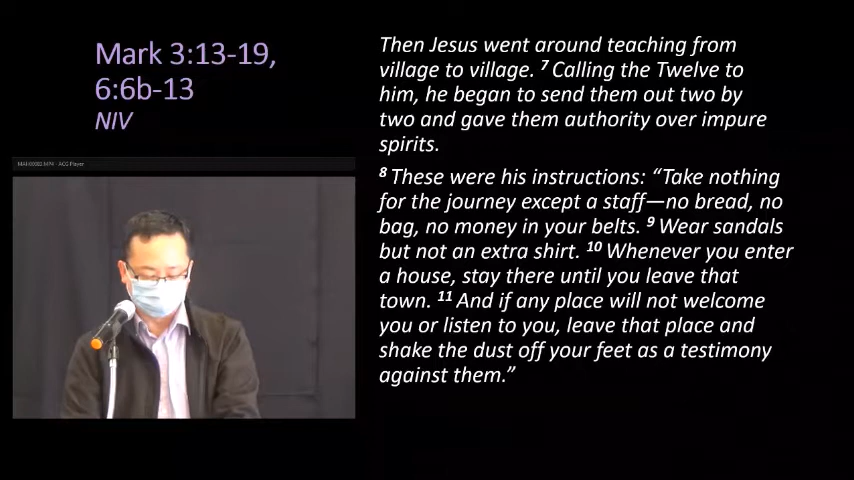 Mark 3:13-19,
6:6b-13
NIV
Then Jesus went around teaching from
village to village. 7 Calling the Twelve to
him, he began to send them out two by
two and gave them authority over impure
spirits.
8 These were his instructions: “Take nothing
for the journey except a staff—no bread, no
bag, no money in your belts. 9 Wear sandals
but not an extra shirt. 10 Whenever you enter
a house, stay there until you leave that
town. 11 And if any place will not welcome
you or listen to you, leave that place and
shake the dust off your feet as a testimony
against them.”